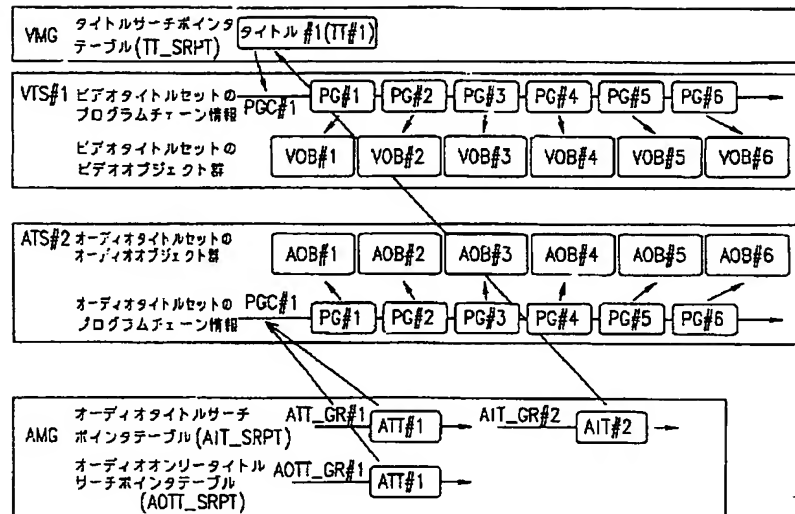 VMG タイトルサーチポインタ
テーブル(TT_SRPT)
タイトル #1(TT#1)
VTS#1 ビデオタイトルセットの
プログラムチェーン情報
PGC#1
PG#1 PG#2 PG#3 PG#4 PG#5 PG#6
ビデオタイトルセットの
ビデオオブジェクト群
VOB#1 VOB#2 VOB#3 VOB#4 VOB#5 VOB#6
ATS#2 オーディオタイトルセットの
オーディオオブジェクト群
AOB#1 AOB#2 AOB#3 AOB#4 AOB#5 AOB#6
オーディオタイトルセットの
プログラムチェーン情報
PGC#1
PG#1 PG#2 PG#3 PG#4 PG#5 PG#6
AMG オーディオタイトルサーチ
ポインタテーブル(AIT_SRPT)
ATT_GR#1 ATT#1 AIT_GR#2 AIT#2
オーディオオンリータイトル
サーチポインタテーブル
(AOTT_SRPT)
AOTT_GR#1 ATT#1